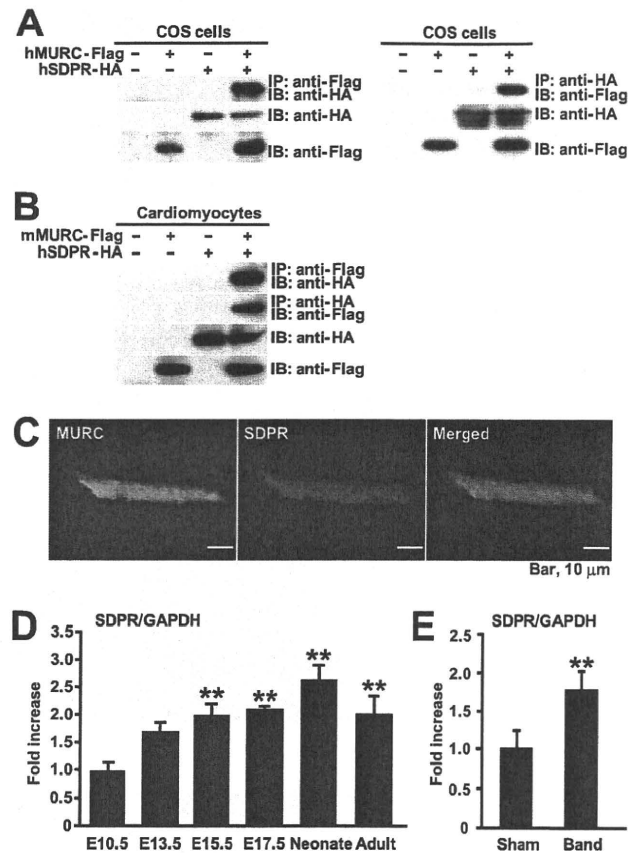 A
COS cells
hMURC-Flag - + - +
hSDPR-HA - - + +
IP: anti-Flag
IB: anti-HA
IB: anti-HA
IB: anti-Flag
COS cells
- + - +
- - + +
IP: anti-HA
IB: anti-Flag
IB: anti-HA
IB: anti-Flag
B
Cardiomyocytes
mMURC-Flag - + - +
hSDPR-HA - - + +
IP: anti-Flag
IB: anti-HA
IP: anti-HA
IB: anti-Flag
IB: anti-HA
IB: anti-Flag
C
MURC
SDPR
Merged
Bar, 10 μm
D
SDPR/GAPDH
Fold increase
3.5
3.0
2.5
2.0
1.5
1.0
0.5
0
** ** ** **
E10.5 E13.5 E15.5 E17.5 Neonate Adult
E
SDPR/GAPDH
Fold increase
2.5
2.0
1.5
1.0
0.5
0
**
Sham Band